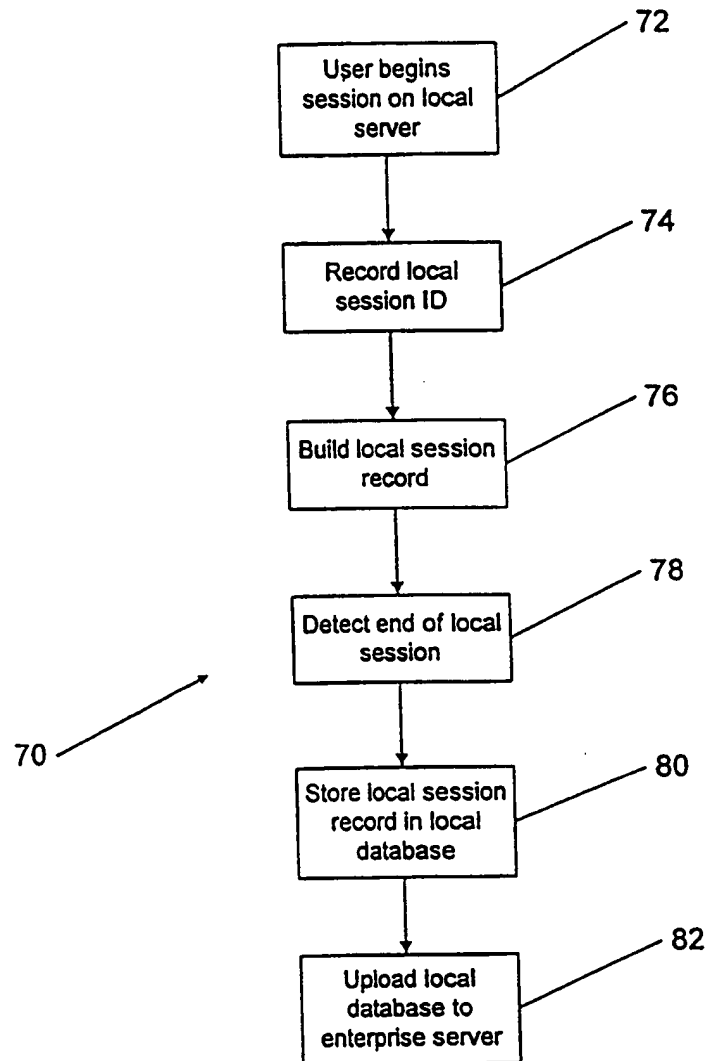 72
User begins
session on local
server
74
Record local
session ID
76
Build local session
record
78
Detect end of local
session
70
80
Store local session
record in local
database
82
Upload local
database to
enterprise server